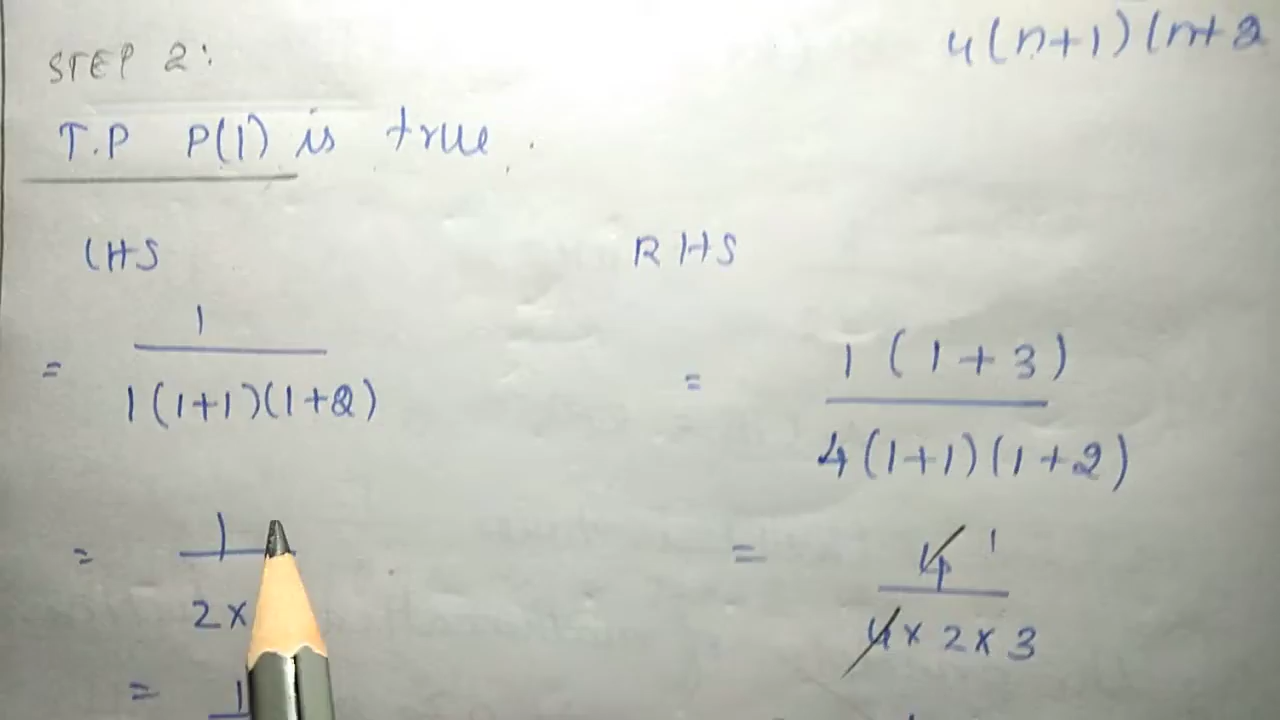 4(n+1)(n+2
STEP 2:
T.P P(1) is true.
LHS
RHS
1
= 1(1+1)(1+2)
1(1+3)
= 4(1+1)(1+2)
= 1
2×
= 4 1
4×2×3
= 1